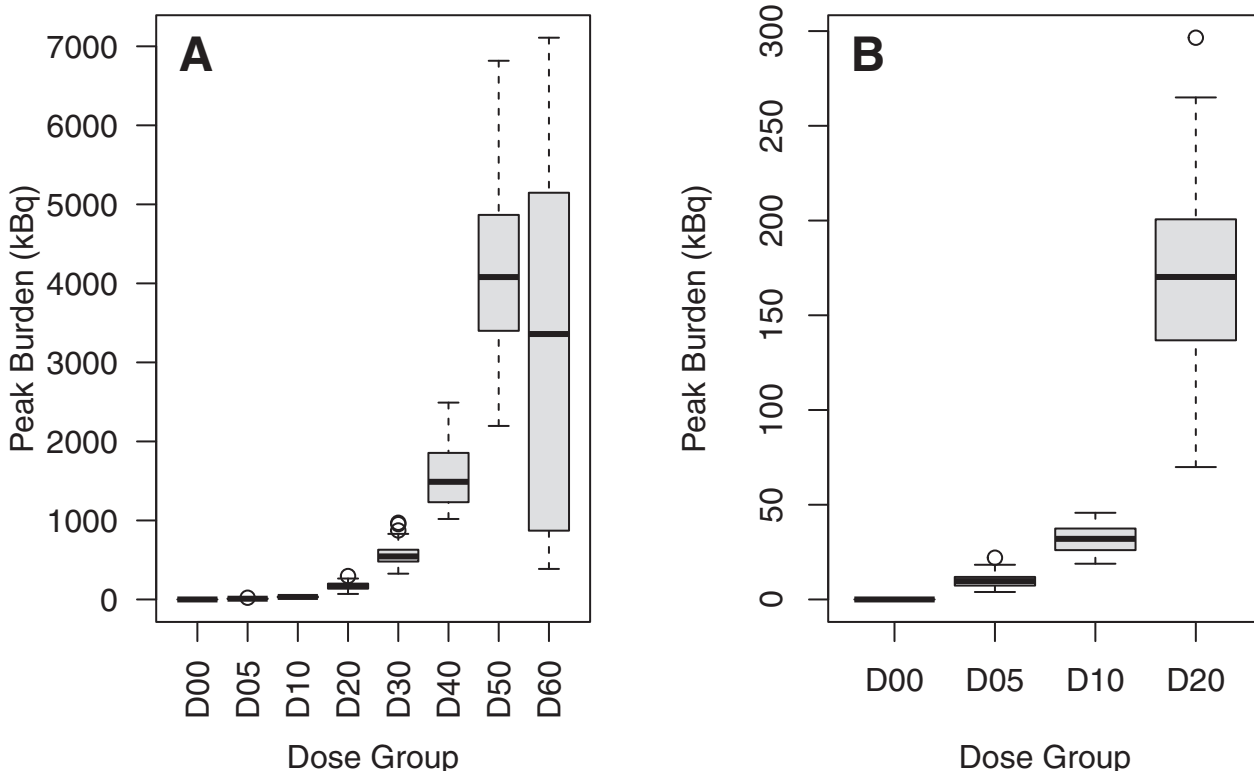 A
Peak Burden (kBq)
7000
6000
5000
4000
3000
2000
1000
0
D00 D05 D10 D20 D30 D40 D50 D60
Dose Group
B
Peak Burden (kBq)
300
250
200
150
100
50
0
D00 D05 D10 D20
Dose Group